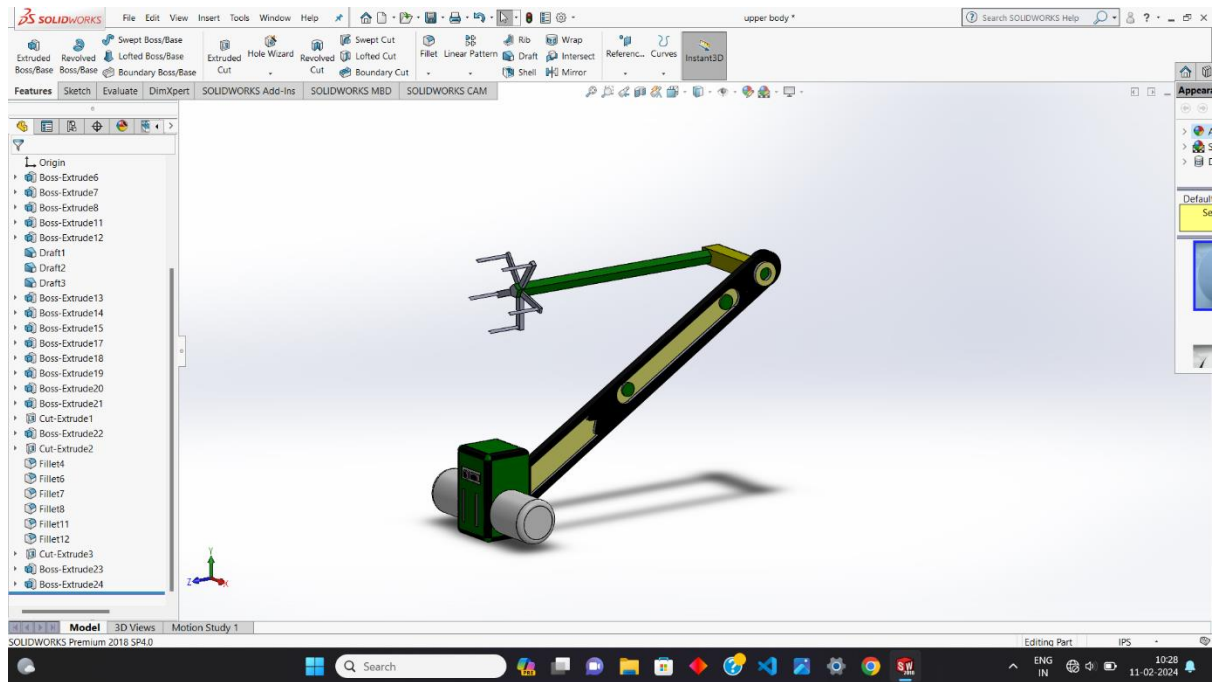 SOLIDWORKS File Edit View Insert Tools Window Help
upper body *
Search SOLIDWORKS Help
Extruded Boss/Base
Revolved Boss/Base
Swept Boss/Base
Lofted Boss/Base
Boundary Boss/Base
Extruded Cut
Hole Wizard
Revolved Cut
Swept Cut
Lofted Cut
Boundary Cut
Fillet
Linear Pattern
Rib
Draft
Shell
Wrap
Intersect
Mirror
Referenc...
Curves
Instant3D
Features Sketch Evaluate DimXpert SOLIDWORKS Add-Ins SOLIDWORKS MBD SOLIDWORKS CAM
Origin
Boss-Extrude6
Boss-Extrude7
Boss-Extrude8
Boss-Extrude11
Boss-Extrude12
Draft1
Draft2
Draft3
Boss-Extrude13
Boss-Extrude14
Boss-Extrude15
Boss-Extrude17
Boss-Extrude18
Boss-Extrude19
Boss-Extrude20
Boss-Extrude21
Cut-Extrude1
Boss-Extrude22
Cut-Extrude2
Fillet4
Fillet6
Fillet7
Fillet8
Fillet11
Fillet12
Cut-Extrude3
Boss-Extrude23
Boss-Extrude24
Y
Z
X
Model 3D Views Motion Study 1
SOLIDWORKS Premium 2018 SP4.0
Editing Part IPS
Search
ENG
IN
10:28
11-02-2024